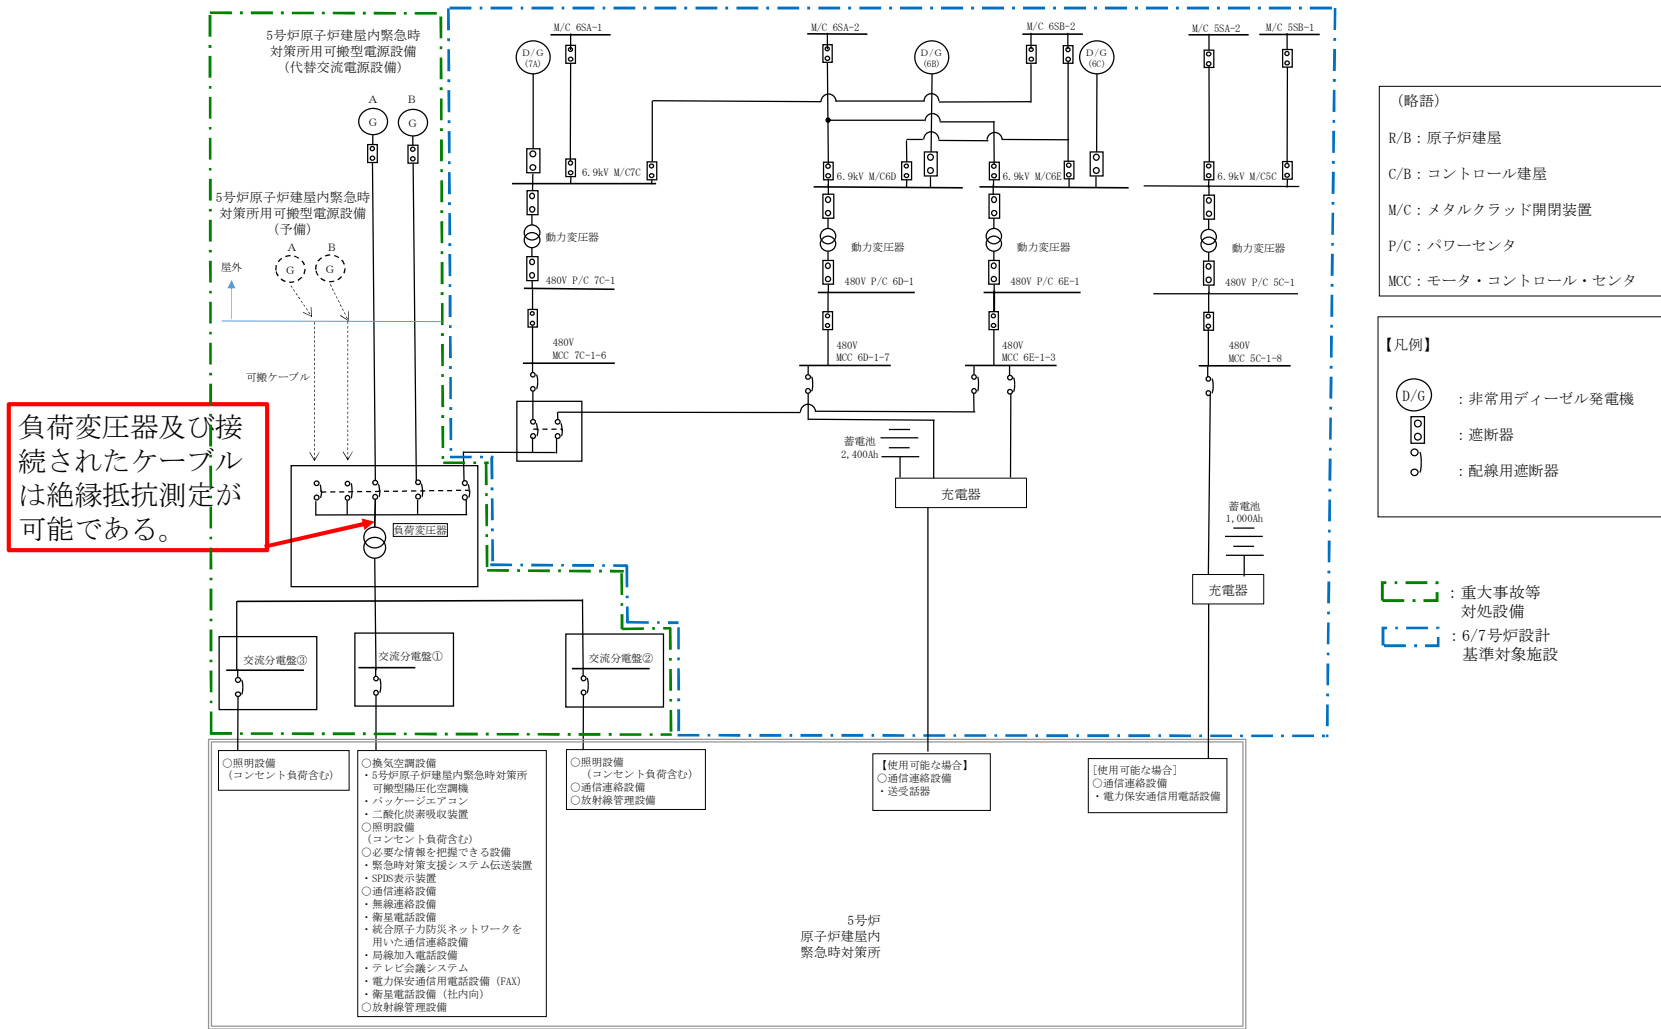 5号炉原子炉建屋内緊急時
対策所用可搬型電源設備
(代替交流電源設備)
A
B
G
G
5号炉原子炉建屋内緊急時
対策所用可搬型電源設備
(予備)
A
B
G
G
屋外
可搬ケーブル
負荷変圧器及び接
続されたケーブル
は絶縁抵抗測定が
可能である。
負荷変圧器
M/C 6SA-1
D/G
(7A)
6.9kV M/C7C
動力変圧器
480V P/C 7C-1
480V
MCC 7C-1-6
M/C 6SA-2
D/G
(6B)
M/C 6SB-2
D/G
(6C)
6.9kV M/C6D
6.9kV M/C6E
動力変圧器
動力変圧器
480V P/C 6D-1
480V P/C 6E-1
480V
MCC 6D-1-7
480V
MCC 6E-1-3
蓄電池
2,400Ah
充電器
M/C 5SA-2
M/C 5SB-1
6.9kV M/C5C
動力変圧器
480V P/C 5C-1
480V
MCC 5C-1-8
蓄電池
1,000Ah
充電器
交流分電盤③
交流分電盤①
交流分電盤②
○照明設備
(コンセント負荷含む)
○換気空調設備
・5号炉原子炉建屋内緊急時対策所
可搬型陽圧化空調機
・パッケージエアコン
・二酸化炭素吸収装置
○照明設備
(コンセント負荷含む)
○必要な情報を把握できる設備
・緊急時対策支援システム伝送装置
・SPDS表示装置
○通信連絡設備
・無線連絡設備
・衛星電話設備
・統合原子力防災ネットワークを
用いた通信連絡設備
・局線加入電話設備
・テレビ会議システム
・電力保安通信用電話設備 (FAX)
・衛星電話設備 (社内向)
○放射線管理設備
○照明設備
(コンセント負荷含む)
○通信連絡設備
○放射線管理設備
【使用可能な場合】
○通信連絡設備
・送受話器
[使用可能な場合]
○通信連絡設備
・電力保安通信用電話設備
5号炉
原子炉建屋内
緊急時対策所
(略語)
R/B：原子炉建屋
C/B：コントロール建屋
M/C：メタルクラッド開閉装置
P/C：パワーセンタ
MCC：モータ・コントロール・センタ
【凡例】
D/G ：非常用ディーゼル発電機
：遮断器
：配線用遮断器
：重大事故等
対処設備
：6/7号炉設計
基準対象施設